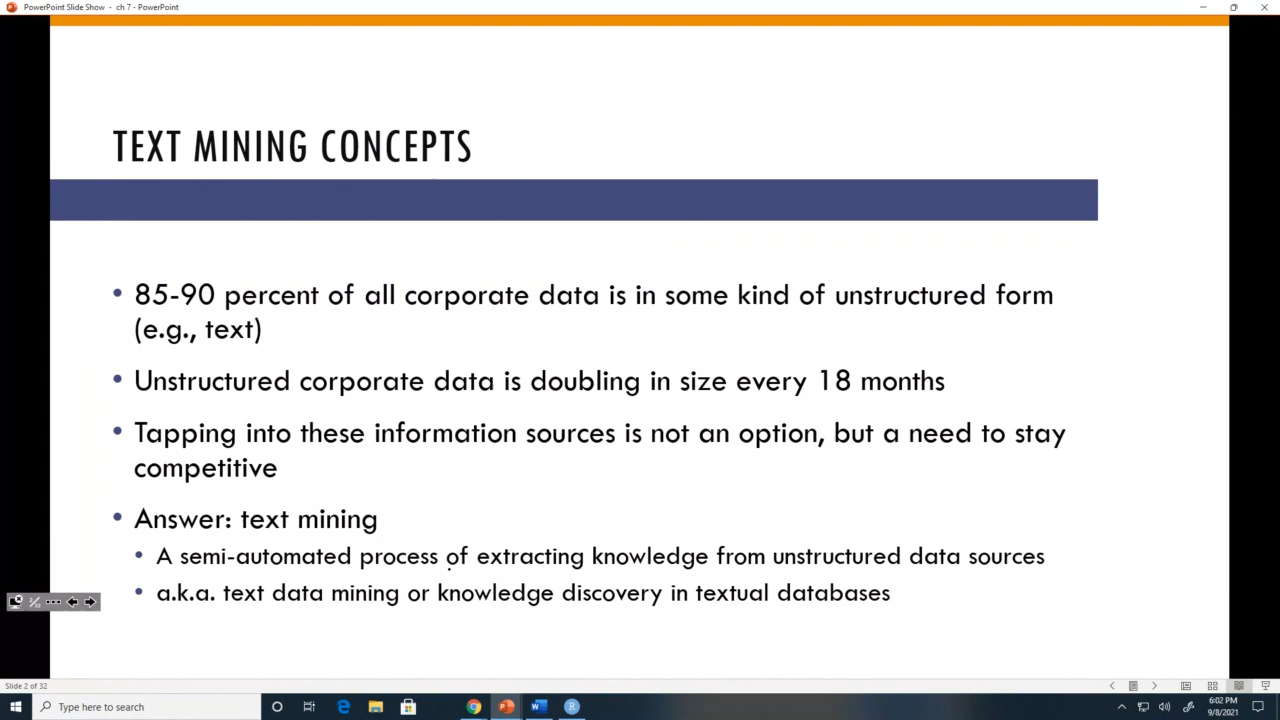 PowerPoint Slide Show - ch 7 - PowerPoint
TEXT MINING CONCEPTS
• 85-90 percent of all corporate data is in some kind of unstructured form
(e.g., text)
• Unstructured corporate data is doubling in size every 18 months
• Tapping into these information sources is not an option, but a need to stay
competitive
• Answer: text mining
• A semi-automated process of extracting knowledge from unstructured data sources
• a.k.a. text data mining or knowledge discovery in textual databases
Slide 2 of 32
Type here to search
6:02 PM
9/8/2021